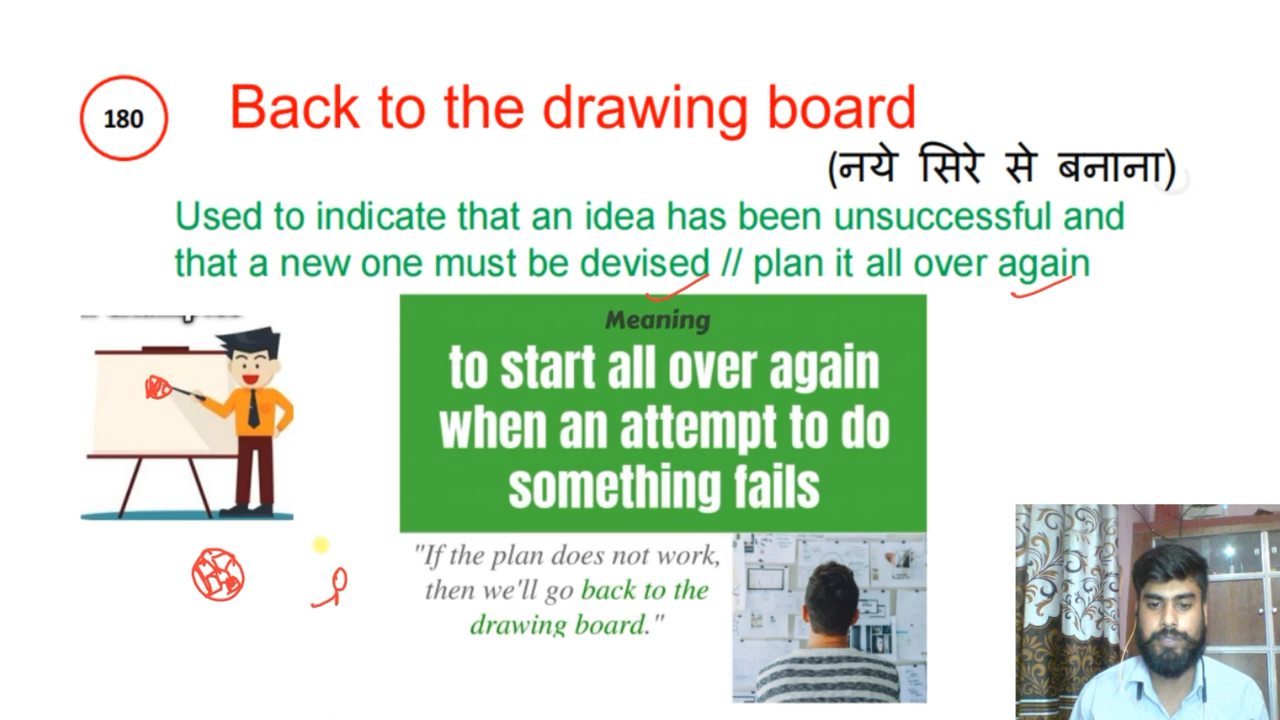 180
Back to the drawing board
(नये सिरे से बनाना)
Used to indicate that an idea has been unsuccessful and
that a new one must be devised // plan it all over again
Meaning
to start all over again
when an attempt to do
something fails
"If the plan does not work,
then we'll go back to the
drawing board."